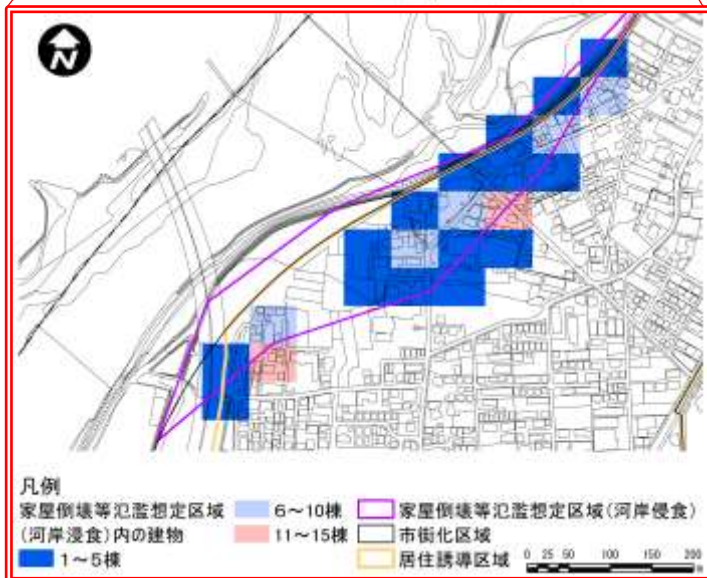 N
凡例
家屋倒壊等氾濫想定区域
(河岸浸食)内の建物
1～5棟
6～10棟
11～15棟
家屋倒壊等氾濫想定区域(河岸侵食)
市街化区域
居住誘導区域
0 25 50 100 150 200
m